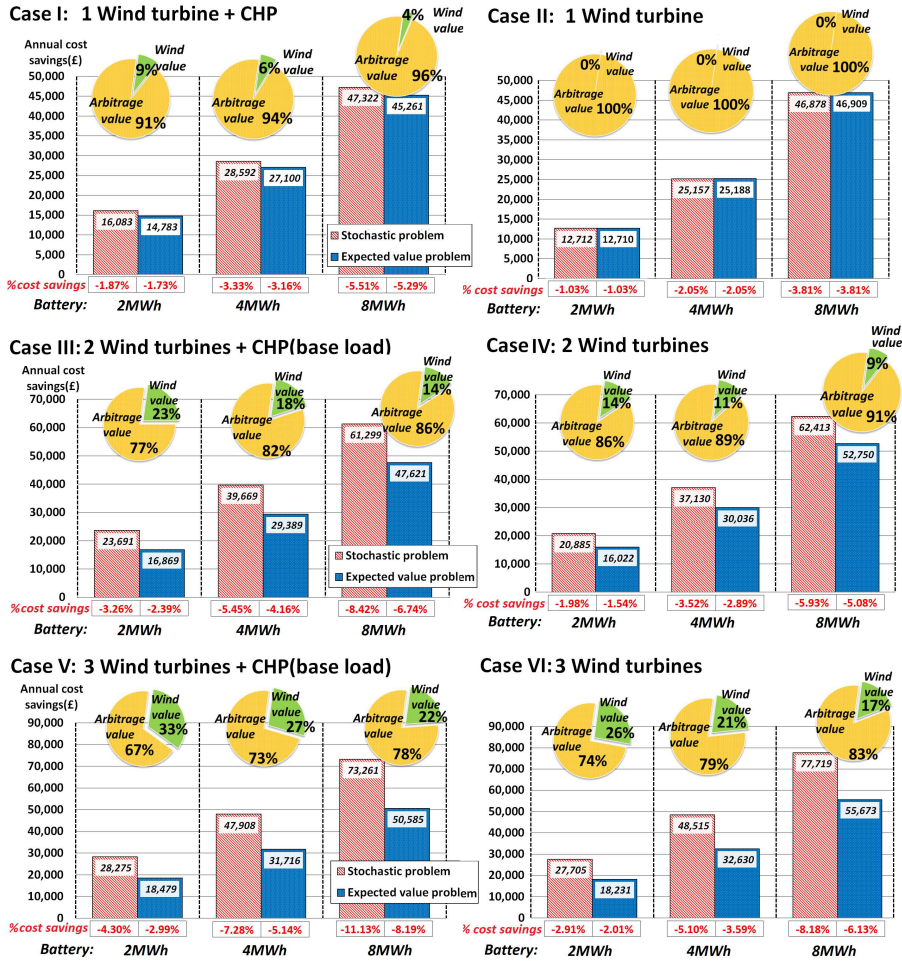 Case I: 1 Wind turbine + CHP
Annual cost
savings(£)
50,000
45,000
40,000
35,000
30,000
25,000
20,000
15,000
10,000
5,000
0
9% Wind value
Arbitrage value 91%
6% Wind value
Arbitrage value 94%
4% Wind value
Arbitrage value 96%
16,083
14,783
28,592
27,100
47,322
45,261
Stochastic problem
Expected value problem
%cost savings -1.87% -1.73% -3.33% -3.16% -5.51% -5.29%
Battery: 2MWh 4MWh 8MWh
Case II: 1 Wind turbine
50,000
45,000
40,000
35,000
30,000
25,000
20,000
15,000
10,000
5,000
0
0% Wind value
Arbitrage value 100%
0% Wind value
Arbitrage value 100%
0% Wind value
Arbitrage value 100%
12,712
12,710
25,157
25,188
46,878
46,909
% cost savings -1.03% -1.03% -2.05% -2.05% -3.81% -3.81%
Battery: 2MWh 4MWh 8MWh
Case III: 2 Wind turbines + CHP(base load)
Annual cost
savings(£)
70,000
60,000
50,000
40,000
30,000
20,000
10,000
0
Wind value 23%
Arbitrage value 77%
Wind value 18%
Arbitrage value 82%
Wind value 14%
Arbitrage value 86%
23,691
16,869
39,669
29,389
61,299
47,621
Stochastic problem
Expected value problem
%cost savings -3.26% -2.39% -5.45% -4.16% -8.42% -6.74%
Battery: 2MWh 4MWh 8MWh
Case IV: 2 Wind turbines
70,000
60,000
50,000
40,000
30,000
20,000
10,000
0
Wind value 14%
Arbitrage value 86%
Wind value 11%
Arbitrage value 89%
Wind value 9%
Arbitrage value 91%
20,885
16,022
37,130
30,036
62,413
52,750
% cost savings -1.98% -1.54% -3.52% -2.89% -5.93% -5.08%
Battery: 2MWh 4MWh 8MWh
Case V: 3 Wind turbines + CHP(base load)
Annual cost
savings(£)
90,000
80,000
70,000
60,000
50,000
40,000
30,000
20,000
10,000
0
Wind value 33%
Arbitrage value 67%
Wind value 27%
Arbitrage value 73%
Wind value 22%
Arbitrage value 78%
28,275
18,479
47,908
31,716
73,261
50,585
Stochastic problem
Expected value problem
%cost savings -4.30% -2.99% -7.28% -5.14% -11.13% -8.19%
Battery: 2MWh 4MWh 8MWh
Case VI: 3 Wind turbines
90,000
80,000
70,000
60,000
50,000
40,000
30,000
20,000
10,000
0
Wind value 26%
Arbitrage value 74%
Wind value 21%
Arbitrage value 79%
Wind value 17%
Arbitrage value 83%
27,705
18,231
48,515
32,630
77,719
55,673
% cost savings -2.91% -2.01% -5.10% -3.59% -8.18% -6.13%
Battery: 2MWh 4MWh 8MWh